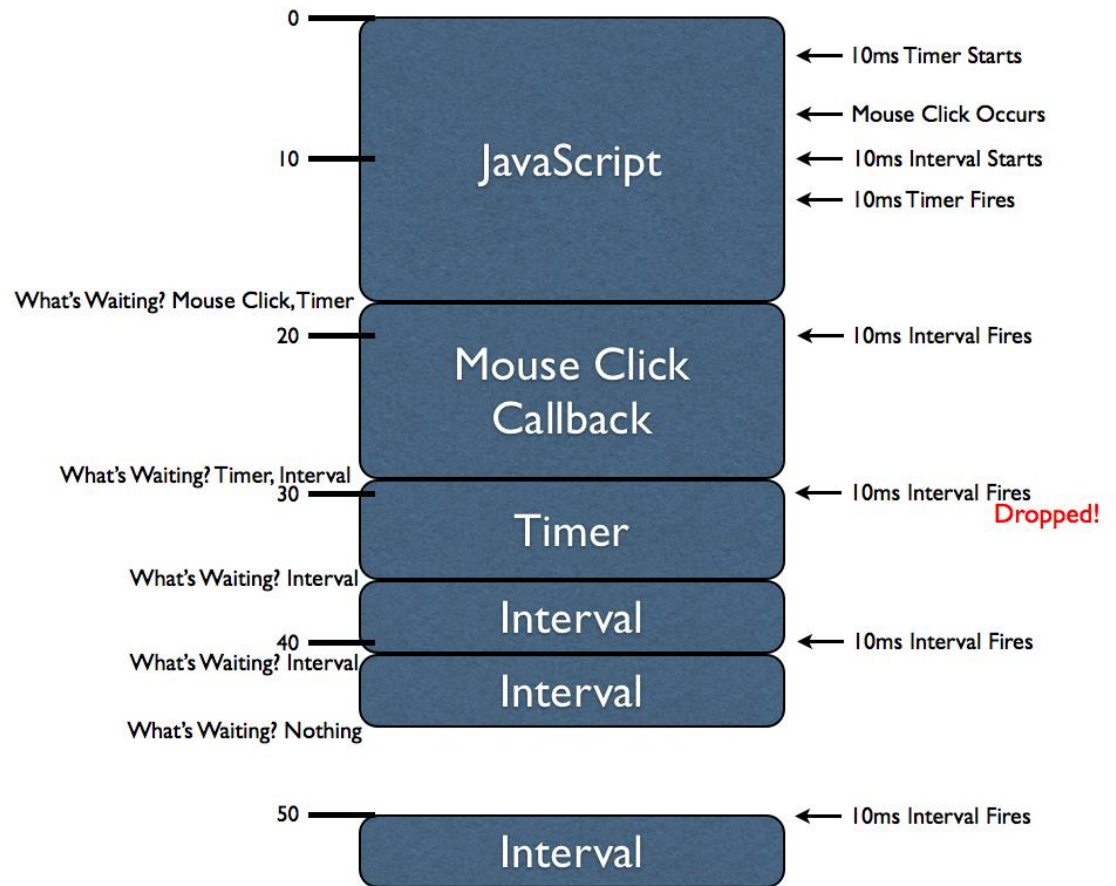 0
10ms Timer Starts
Mouse Click Occurs
10
JavaScript
10ms Interval Starts
10ms Timer Fires
What's Waiting? Mouse Click, Timer
20
10ms Interval Fires
Mouse Click
Callback
What's Waiting? Timer, Interval
30
10ms Interval Fires
Dropped!
Timer
What's Waiting? Interval
Interval
40
10ms Interval Fires
What's Waiting? Interval
Interval
What's Waiting? Nothing
50
10ms Interval Fires
Interval